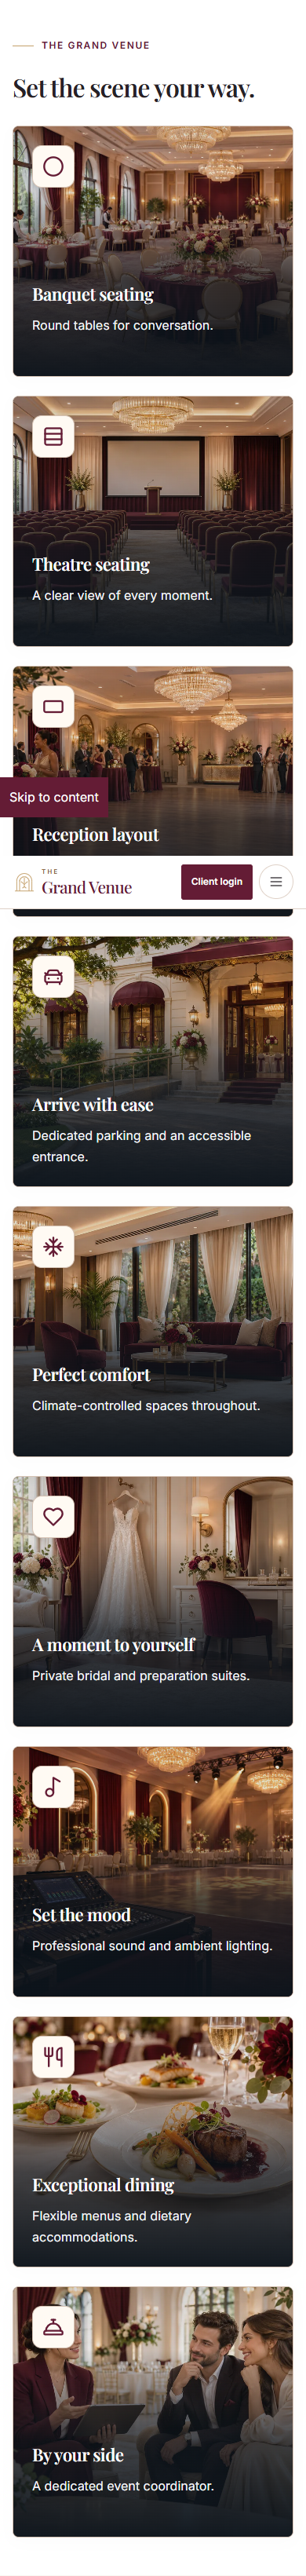 THE GRAND VENUE
Set the scene your way.
Banquet seating
Round tables for conversation.
Theatre seating
A clear view of every moment.
Skip to content
Reception layout
THE
Grand Venue
Client login
Arrive with ease
Dedicated parking and an accessible
entrance.
Perfect comfort
Climate-controlled spaces throughout.
A moment to yourself
Private bridal and preparation suites.
Set the mood
Professional sound and ambient lighting.
Exceptional dining
Flexible menus and dietary
accommodations.
By your side
A dedicated event coordinator.